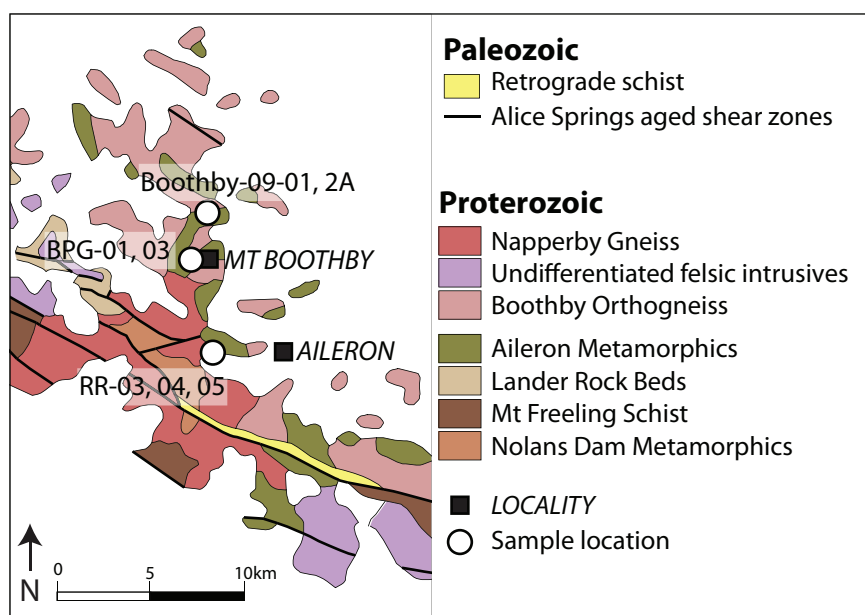 Boothby-09-01, 2A
BPG-01, 03
MT BOOTHBY
AILERON
RR-03, 04, 05
N
0 5 10km
Paleozoic
Retrograde schist
Alice Springs aged shear zones
Proterozoic
Napperby Gneiss
Undifferentiated felsic intrusives
Boothby Orthogneiss
Aileron Metamorphics
Lander Rock Beds
Mt Freeling Schist
Nolans Dam Metamorphics
LOCALITY
Sample location